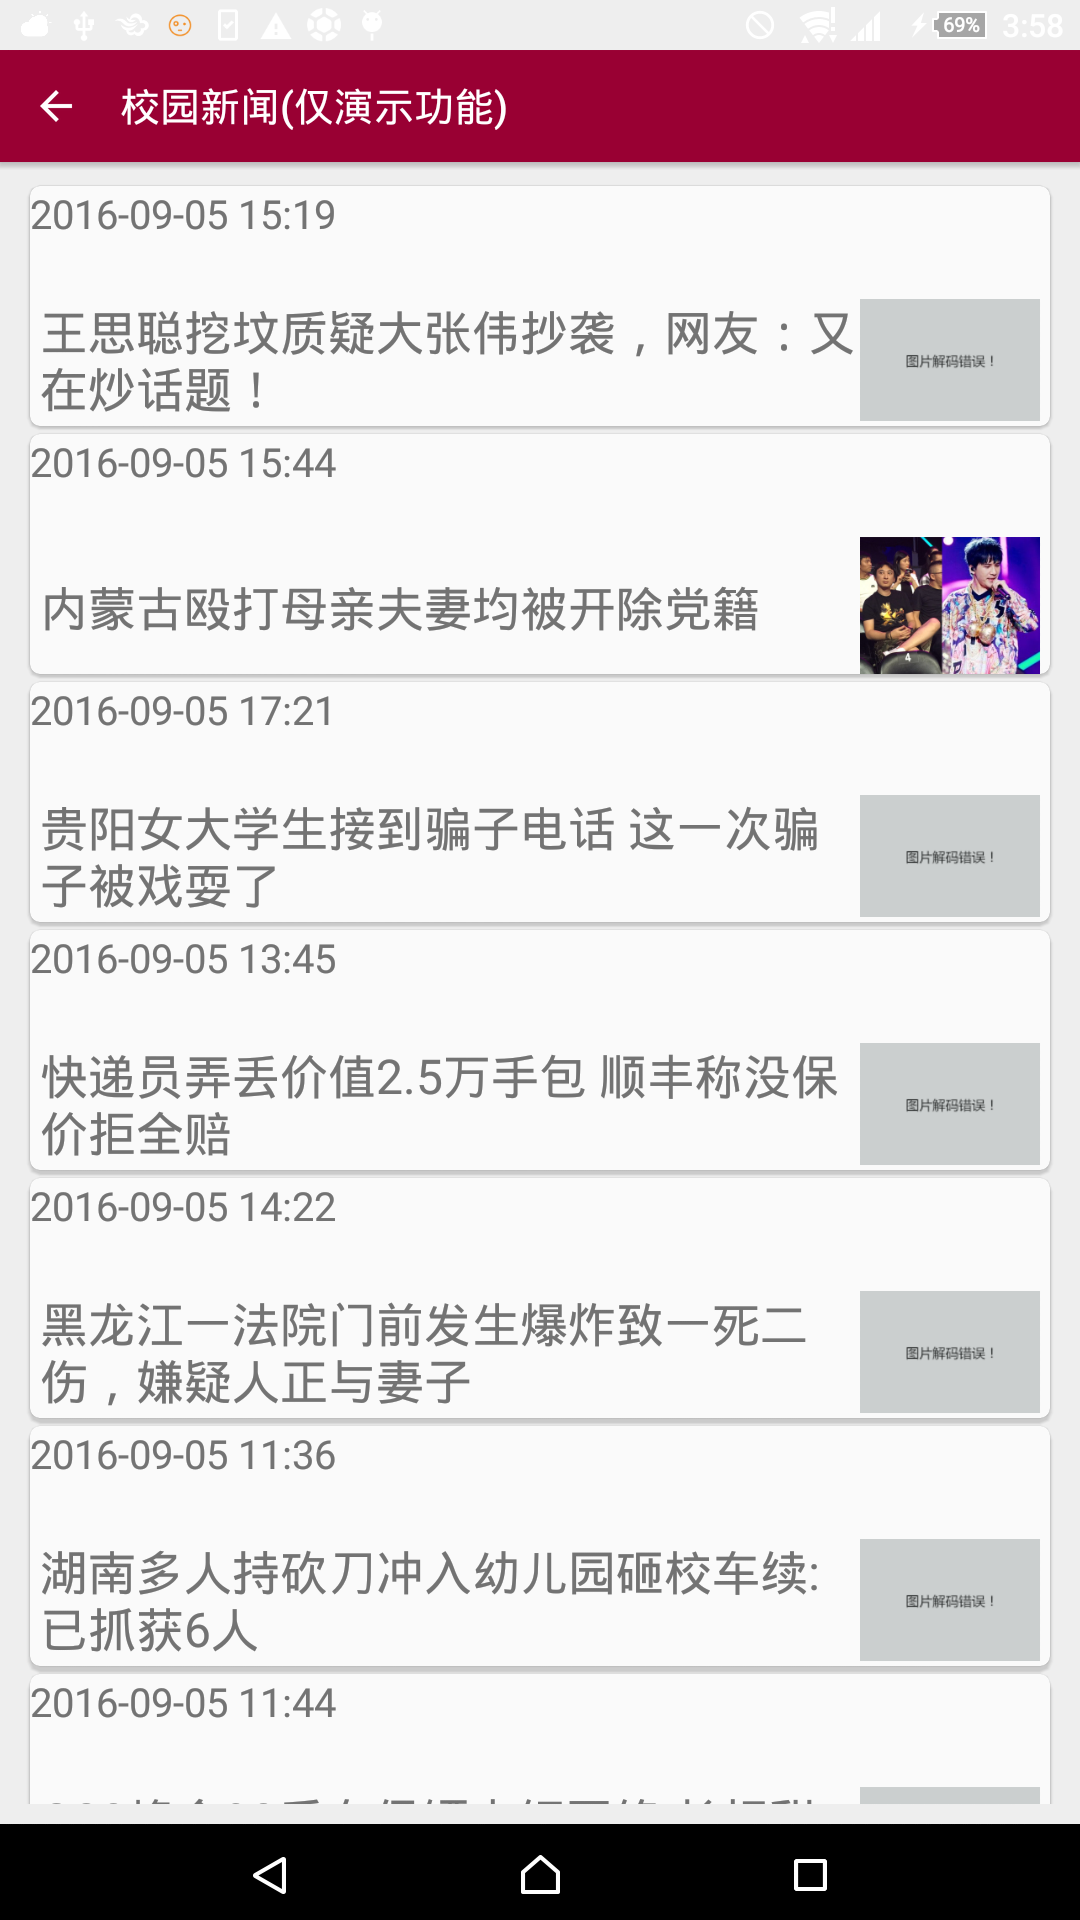 69% 3:58
校园新闻(仅演示功能)
2016-09-05 15:19
王思聪挖坟质疑大张伟抄袭，网友：又
在炒话题！
图片解码错误！
2016-09-05 15:44
内蒙古殴打母亲夫妻均被开除党籍
2016-09-05 17:21
贵阳女大学生接到骗子电话 这一次骗
子被戏耍了
图片解码错误！
2016-09-05 13:45
快递员弄丢价值2.5万手包 顺丰称没保
价拒全赔
图片解码错误！
2016-09-05 14:22
黑龙江一法院门前发生爆炸致一死二
伤，嫌疑人正与妻子
图片解码错误！
2016-09-05 11:36
湖南多人持砍刀冲入幼儿园砸校车续:
已抓获6人
图片解码错误！
2016-09-05 11:44